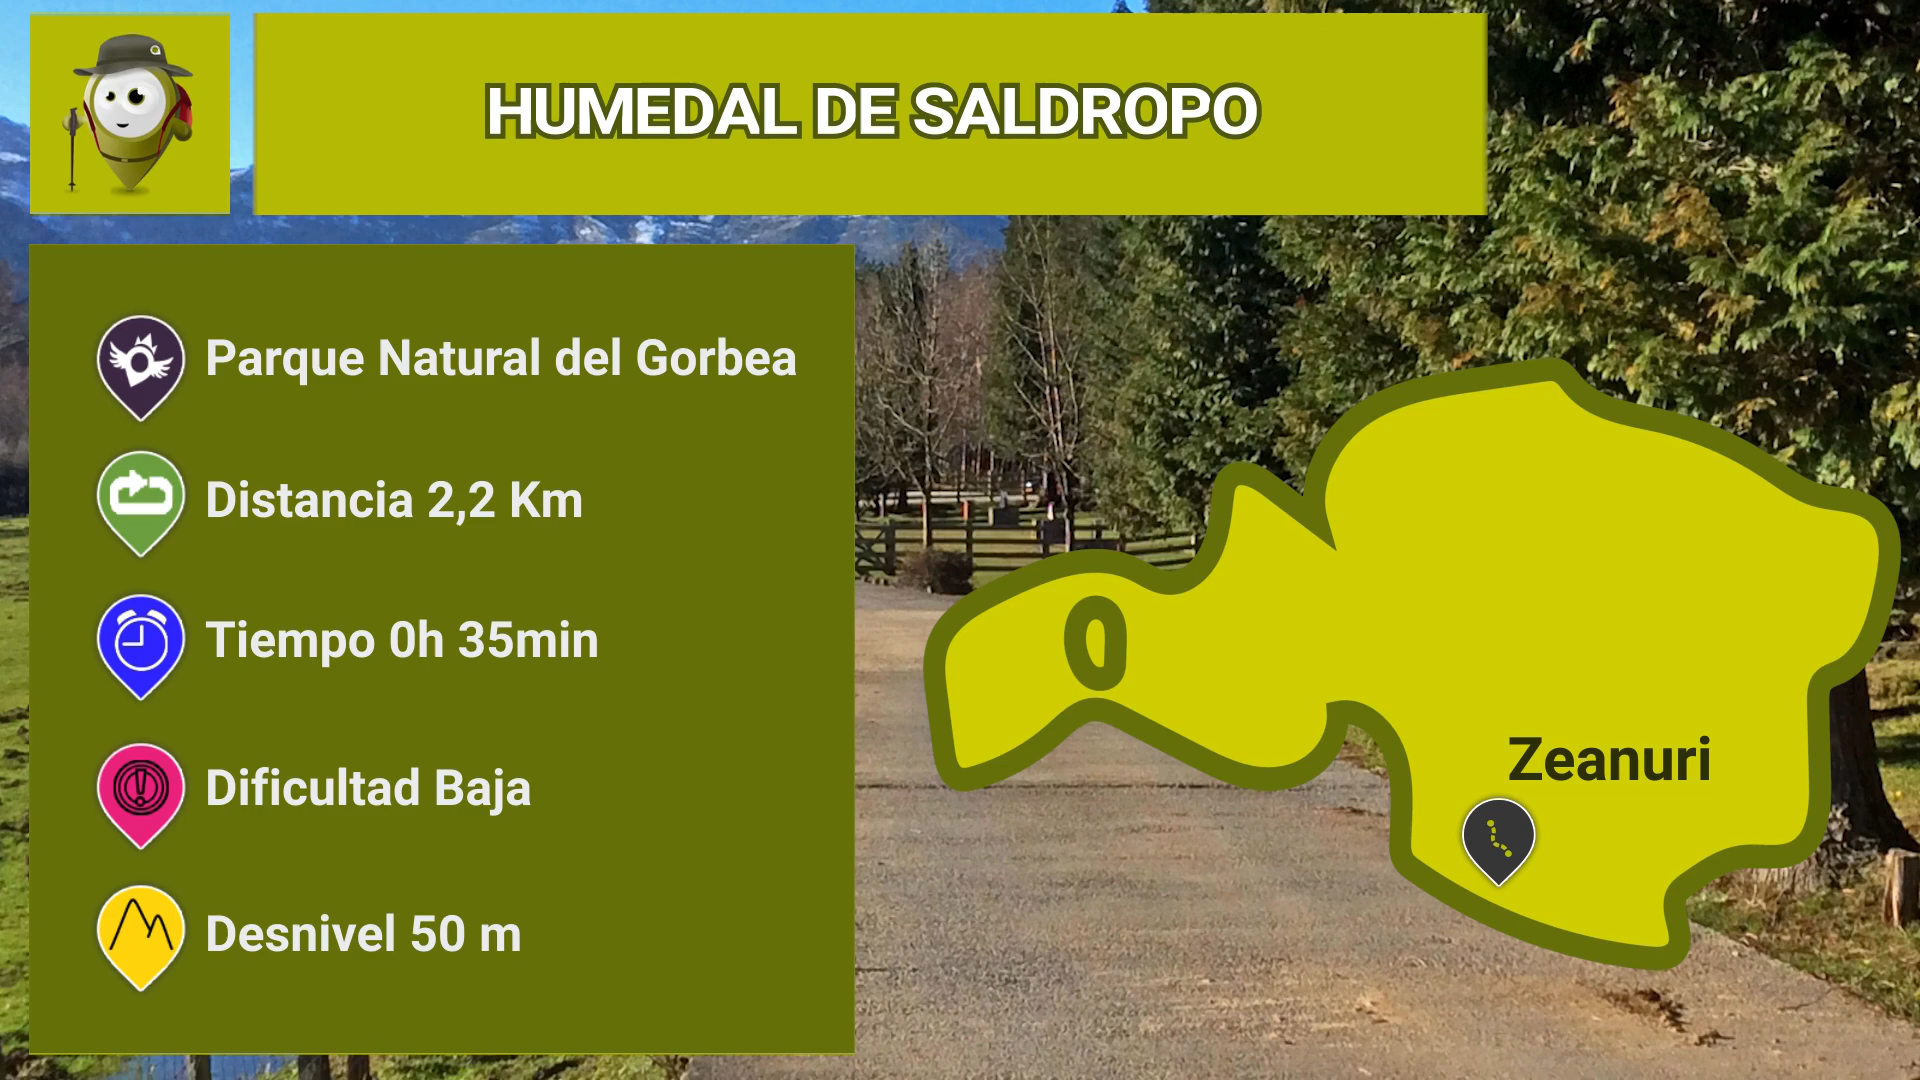 HUMEDAL DE SALDROPO
Parque Natural del Gorbea
Distancia 2,2 Km
Tiempo 0h 35min
Dificultad Baja
Desnivel 50 m
Zeanuri